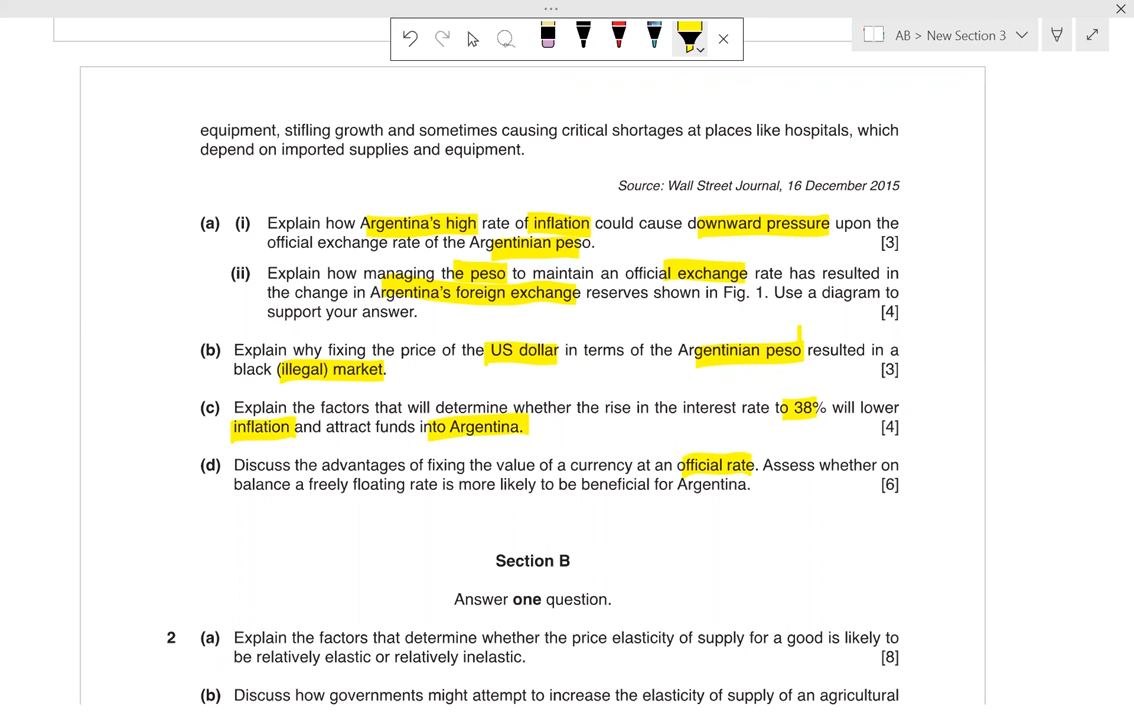 AB > New Section 3
equipment, stifling growth and sometimes causing critical shortages at places like hospitals, which
depend on imported supplies and equipment.
Source: Wall Street Journal, 16 December 2015
(a) (i) Explain how Argentina's high rate of inflation could cause downward pressure upon the
official exchange rate of the Argentinian peso. [3]
(ii) Explain how managing the peso to maintain an official exchange rate has resulted in
the change in Argentina's foreign exchange reserves shown in Fig. 1. Use a diagram to
support your answer. [4]
(b) Explain why fixing the price of the US dollar in terms of the Argentinian peso resulted in a
black (illegal) market. [3]
(c) Explain the factors that will determine whether the rise in the interest rate to 38% will lower
inflation and attract funds into Argentina. [4]
(d) Discuss the advantages of fixing the value of a currency at an official rate. Assess whether on
balance a freely floating rate is more likely to be beneficial for Argentina. [6]
Section B
Answer one question.
2 (a) Explain the factors that determine whether the price elasticity of supply for a good is likely to
be relatively elastic or relatively inelastic. [8]
(b) Discuss how governments might attempt to increase the elasticity of supply of an agricultural